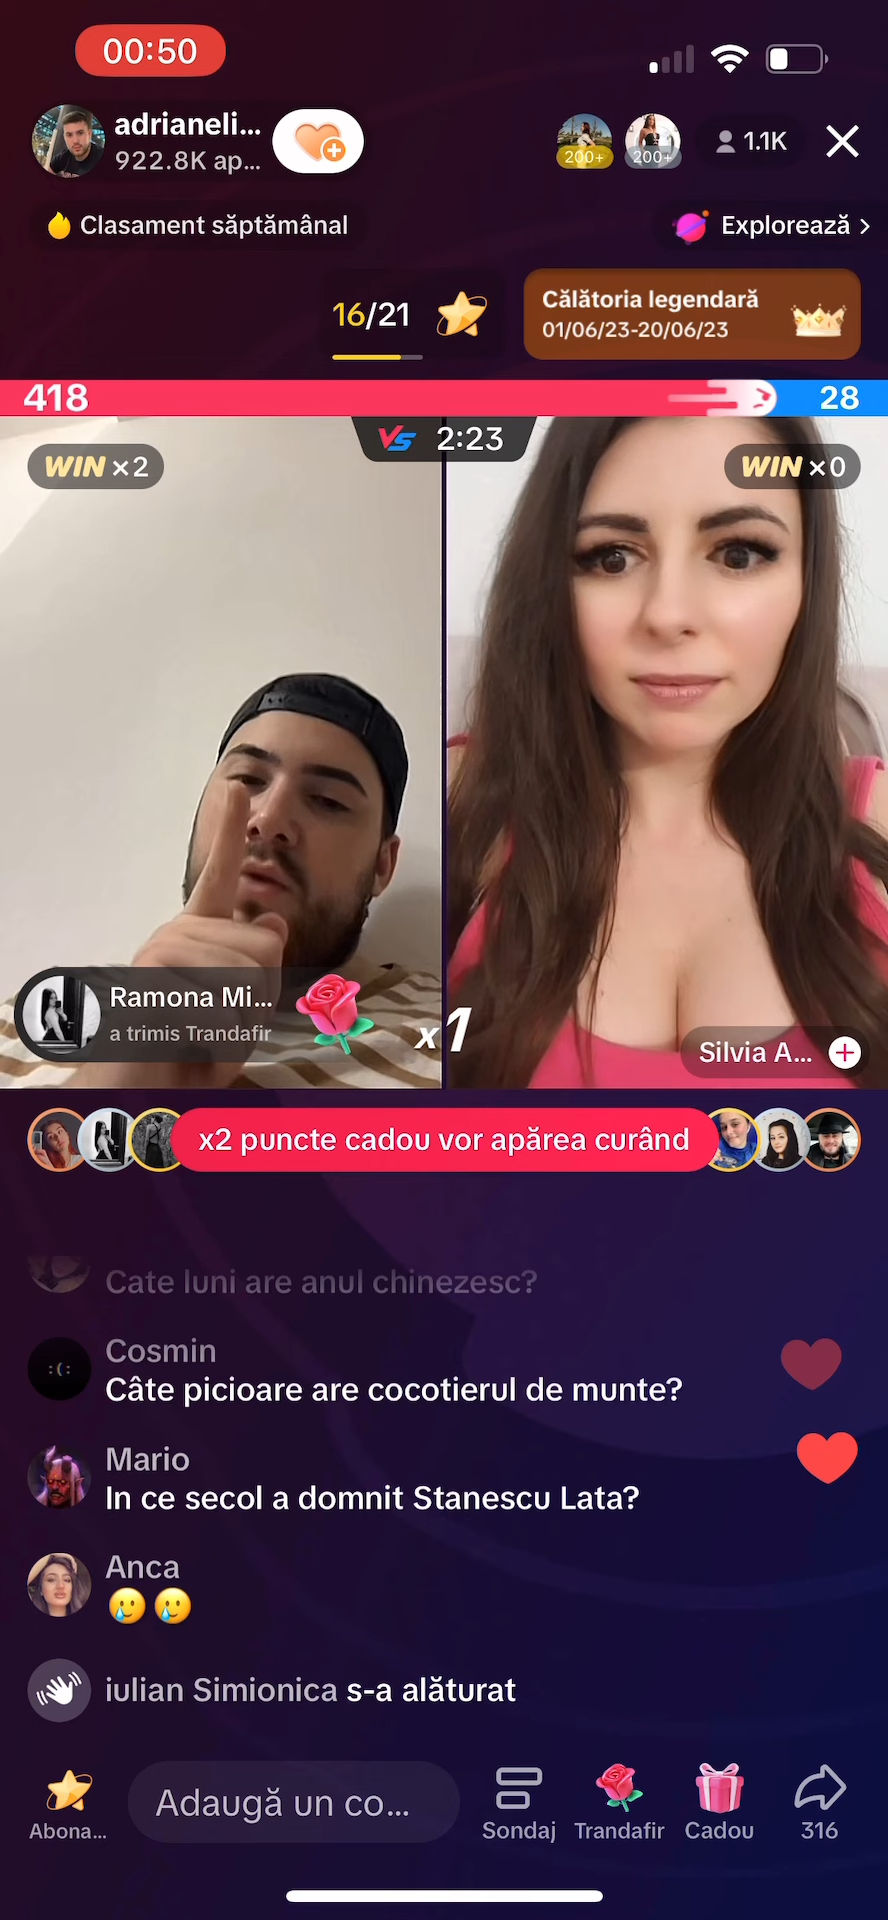 00:50
adrianeli...
922.8K ap...
200+
200+
1.1K
Clasament săptămânal
Explorează
16/21
Călătoria legendară
01/06/23-20/06/23
418
28
VS 2:23
WIN ×2
WIN ×0
Ramona Mi...
a trimis Trandafir
x1
Silvia A...
x2 puncte cadou vor apărea curând
Cate luni are anul chinezesc?
Cosmin
Câte picioare are cocotierul de munte?
Mario
In ce secol a domnit Stanescu Lata?
Anca
🥲🥲
iulian Simionica s-a alăturat
Adaugă un co...
Abona...
Sondaj
Trandafir
Cadou
316